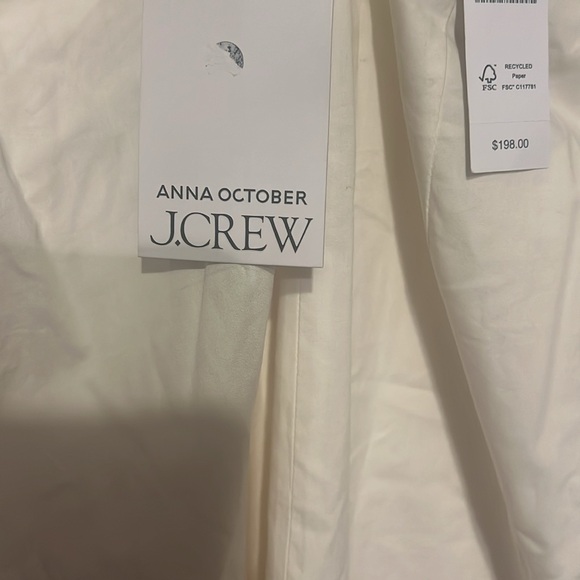 ANNA OCTOBER
J.CREW
RECYCLED
Paper
FSC
FSC® C117781
$198.00